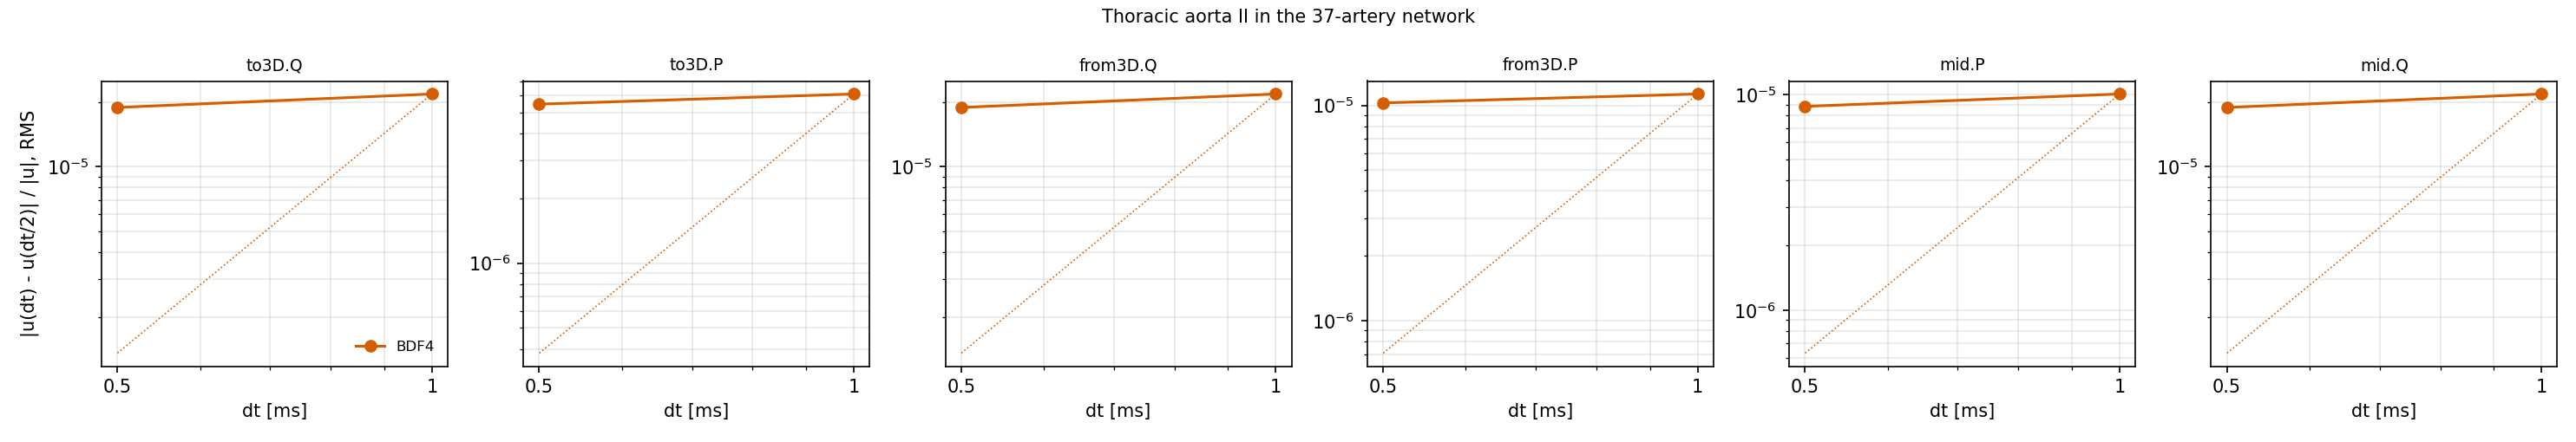 Thoracic aorta II in the 37-artery network
to3D.Q
to3D.P
from3D.Q
from3D.P
mid.P
mid.Q
|u(dt) - u(dt/2)| / |u|, RMS
10⁻⁵
BDF4
0.5
1
dt [ms]
10⁻⁶
0.5
1
dt [ms]
10⁻⁵
0.5
1
dt [ms]
10⁻⁵
10⁻⁶
0.5
1
dt [ms]
10⁻⁵
10⁻⁶
0.5
1
dt [ms]
10⁻⁵
0.5
1
dt [ms]